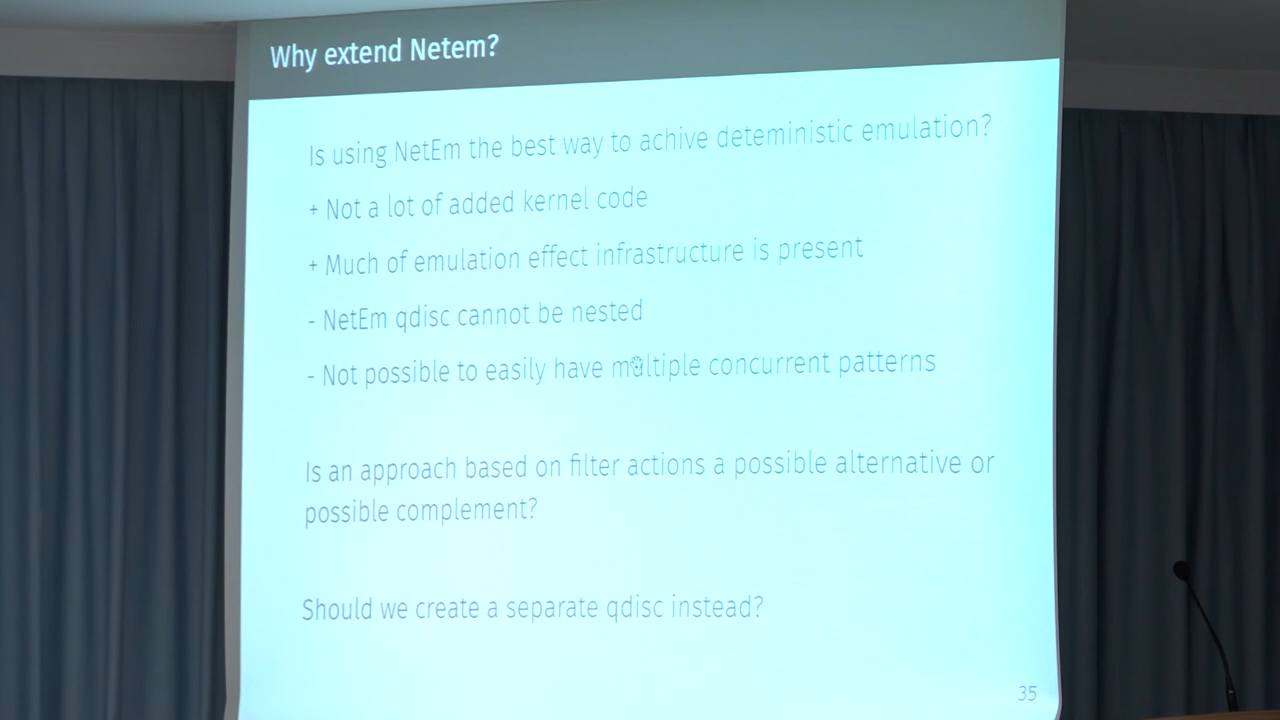 Why extend Netem?
Is using NetEm the best way to achive deteministic emulation?
+ Not a lot of added kernel code
+ Much of emulation effect infrastructure is present
- NetEm qdisc cannot be nested
- Not possible to easily have multiple concurrent patterns
Is an approach based on filter actions a possible alternative or
possible complement?
Should we create a separate qdisc instead?
35